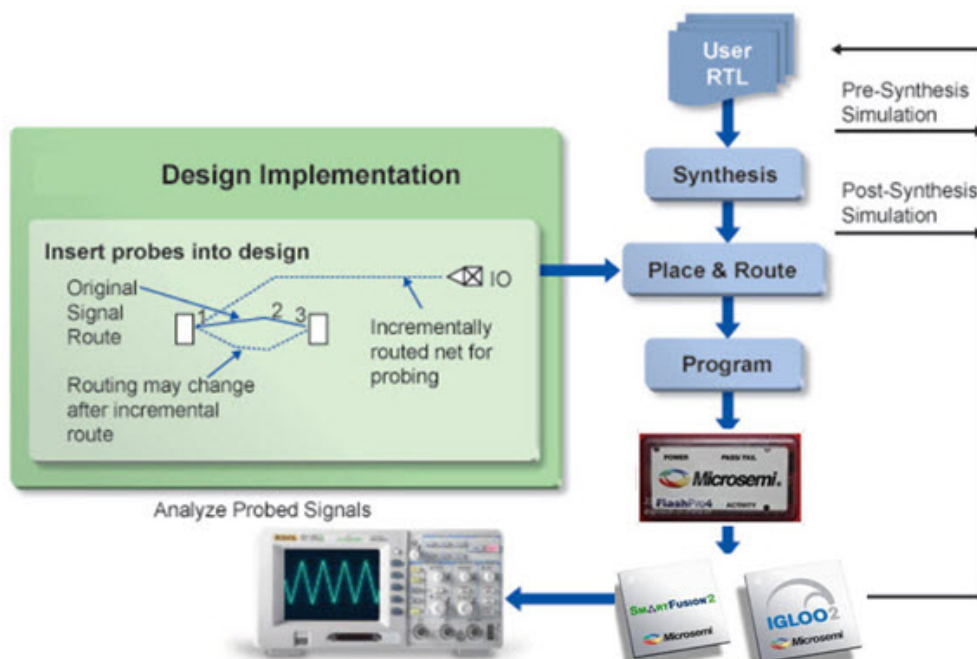 User
RTL
Pre-Synthesis
Simulation
Synthesis
Post-Synthesis
Simulation
Place & Route
Program
Design Implementation
Insert probes into design
Original
Signal
Route
1
2
3
IO
Incrementally
routed net for
probing
Routing may change
after incremental
route
POWER
PASS/FAIL
Microsemi.
FlashPro4
ACTIVITY
Analyze Probed Signals
RIGOL
SMARTFUSION2
Microsemi
IGLOO2
Microsemi